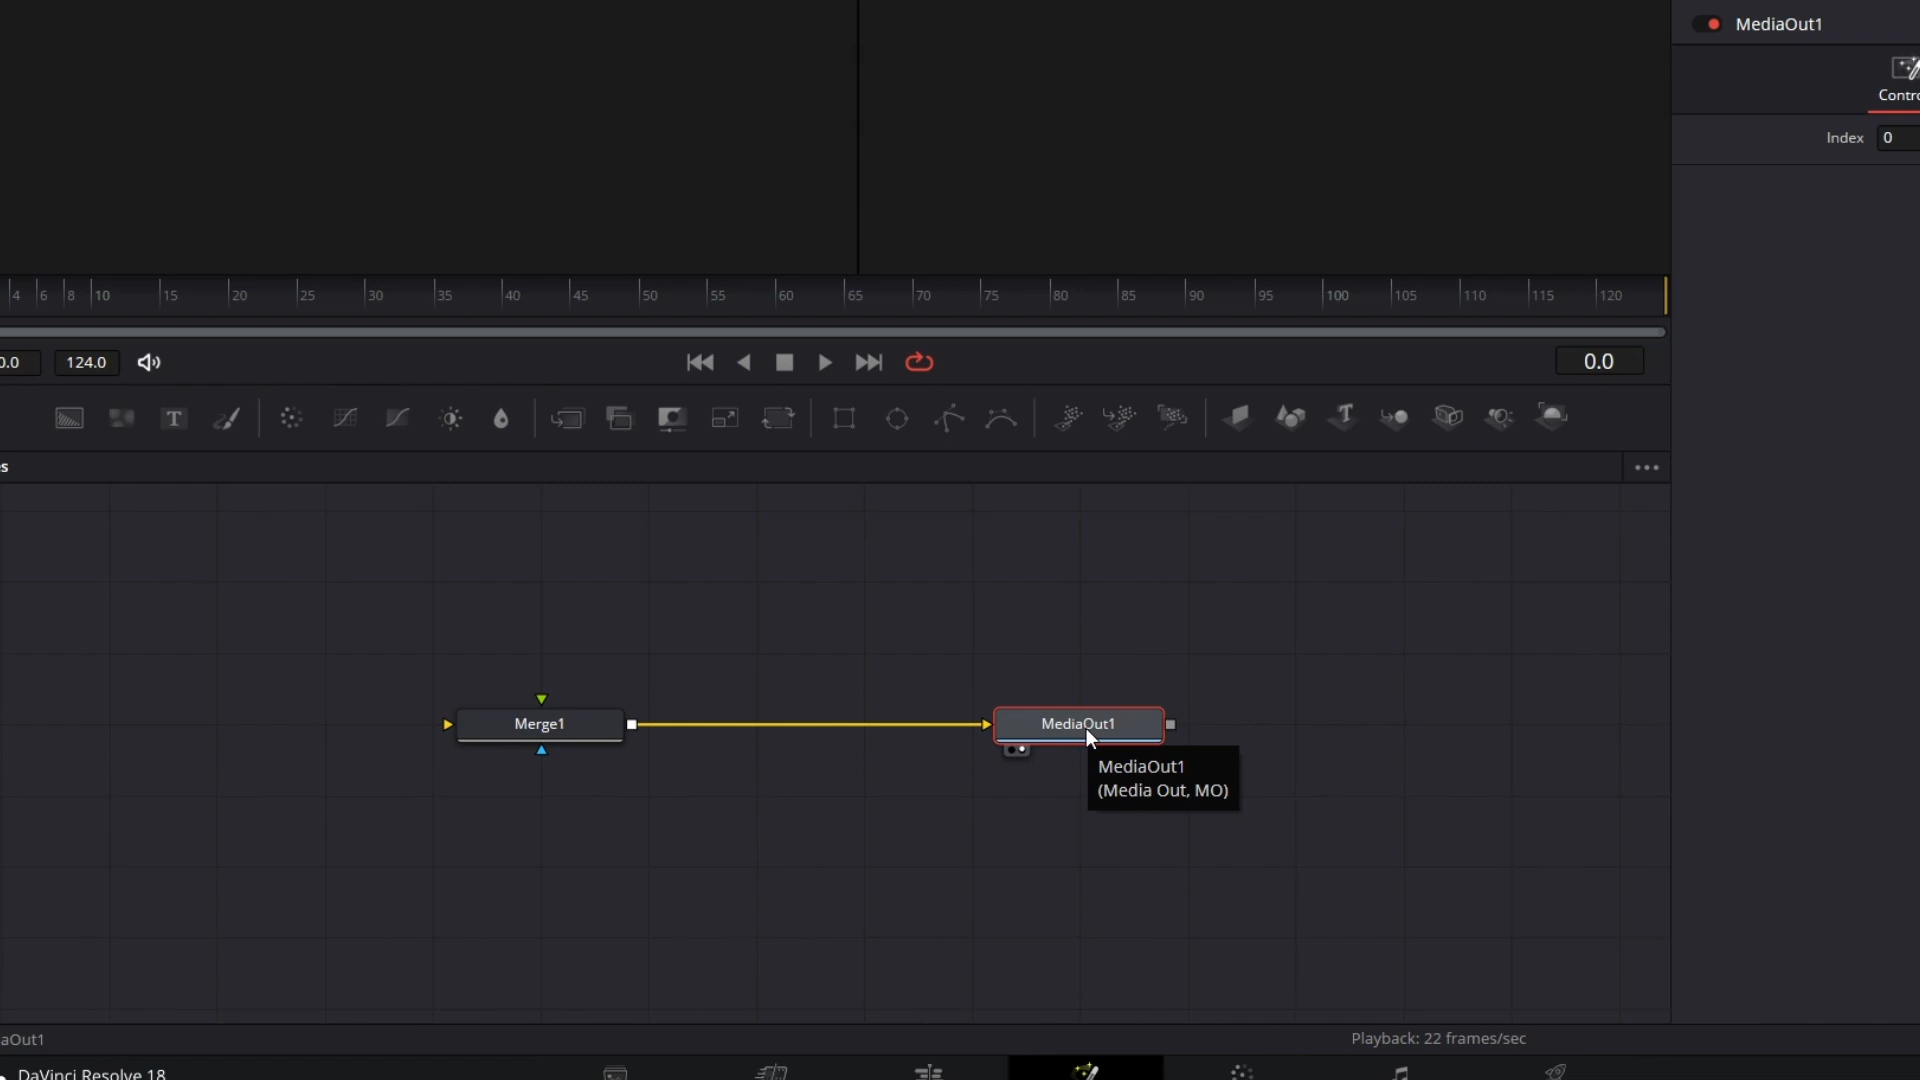 MediaOut1
Contro
Index 0
4 6 8 10 15 20 25 30 35 40 45 50 55 60 65 70 75 80 85 90 95 100 105 110 115 120
0.0 124.0 0.0
T
s
Merge1 MediaOut1
MediaOut1
(Media Out, MO)
aOut1 Playback: 22 frames/sec
DaVinci Resolve 18